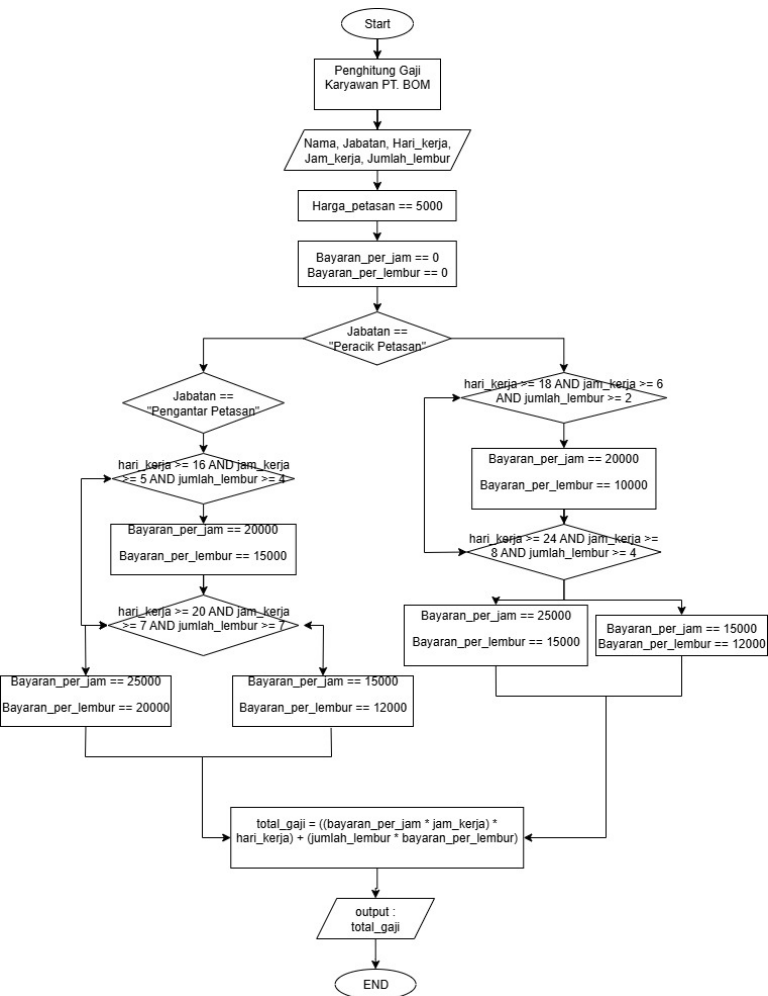 Start
Penghitung Gaji
Karyawan PT. BOM
Nama, Jabatan, Hari_kerja,
Jam_kerja, Jumlah_lembur
Harga_petasan == 5000
Bayaran_per_jam == 0
Bayaran_per_lembur == 0
Jabatan ==
"Peracik Petasan"
Jabatan ==
"Pengantar Petasan"
hari_kerja >= 16 AND jam_kerja
>= 5 AND jumlah_lembur >= 4
Bayaran_per_jam == 20000
Bayaran_per_lembur == 15000
hari_kerja >= 20 AND jam_kerja
>= 7 AND jumlah_lembur >= 7
Bayaran_per_jam == 25000
Bayaran_per_lembur == 20000
Bayaran_per_jam == 15000
Bayaran_per_lembur == 12000
hari_kerja >= 18 AND jam_kerja >= 6
AND jumlah_lembur >= 2
Bayaran_per_jam == 20000
Bayaran_per_lembur == 10000
hari_kerja >= 24 AND jam_kerja >=
8 AND jumlah_lembur >= 4
Bayaran_per_jam == 25000
Bayaran_per_lembur == 15000
Bayaran_per_jam == 15000
Bayaran_per_lembur == 12000
total_gaji = ((bayaran_per_jam * jam_kerja) *
hari_kerja) + (jumlah_lembur * bayaran_per_lembur)
output :
total_gaji
END